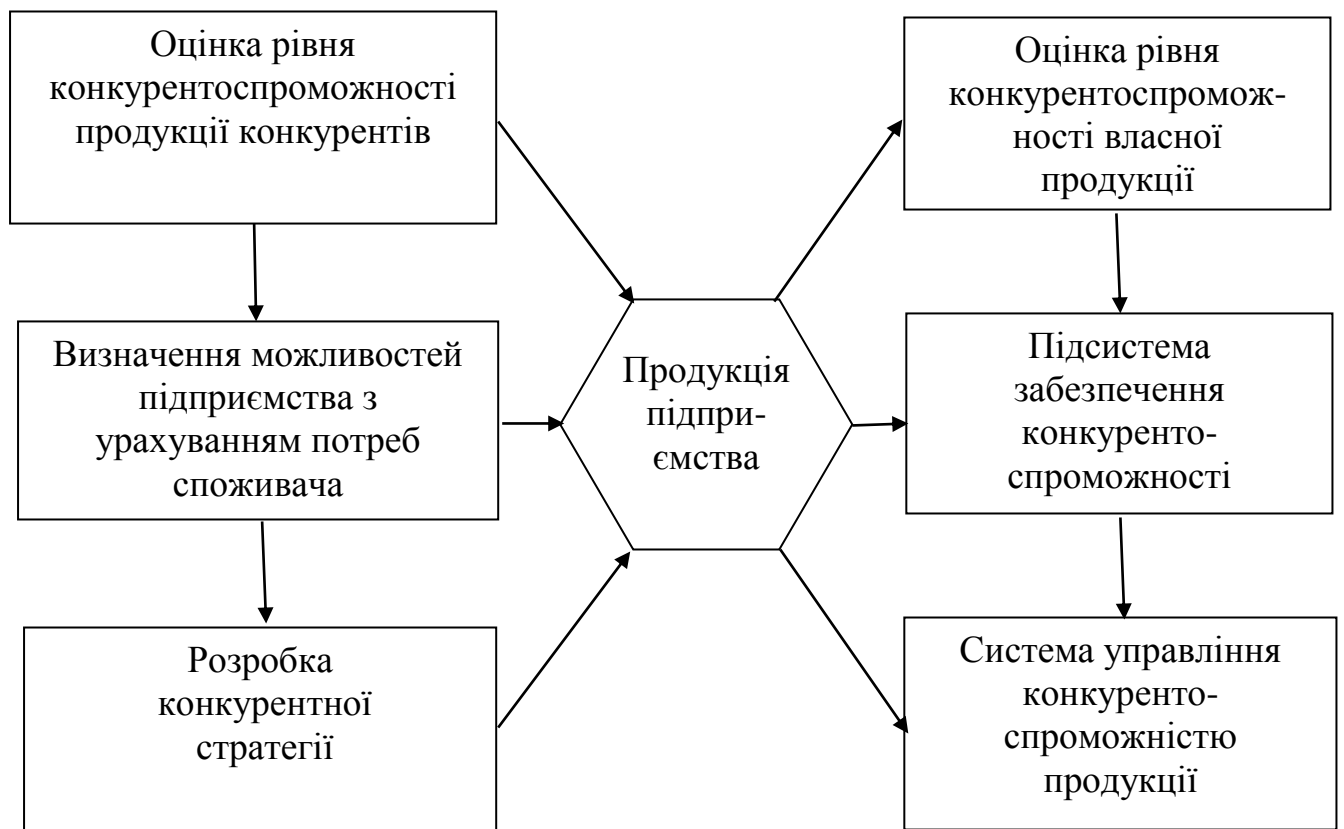 Оцінка рівня
конкурентоспроможності
продукції конкурентів
Визначення можливостей
підприємства з
урахуванням потреб
споживача
Розробка
конкурентної
стратегії
Продукція
підпри-
ємства
Оцінка рівня
конкурентоспромож-
ності власної
продукції
Підсистема
забезпечення
конкуренто-
спроможності
Система управління
конкуренто-
спроможністю
продукції